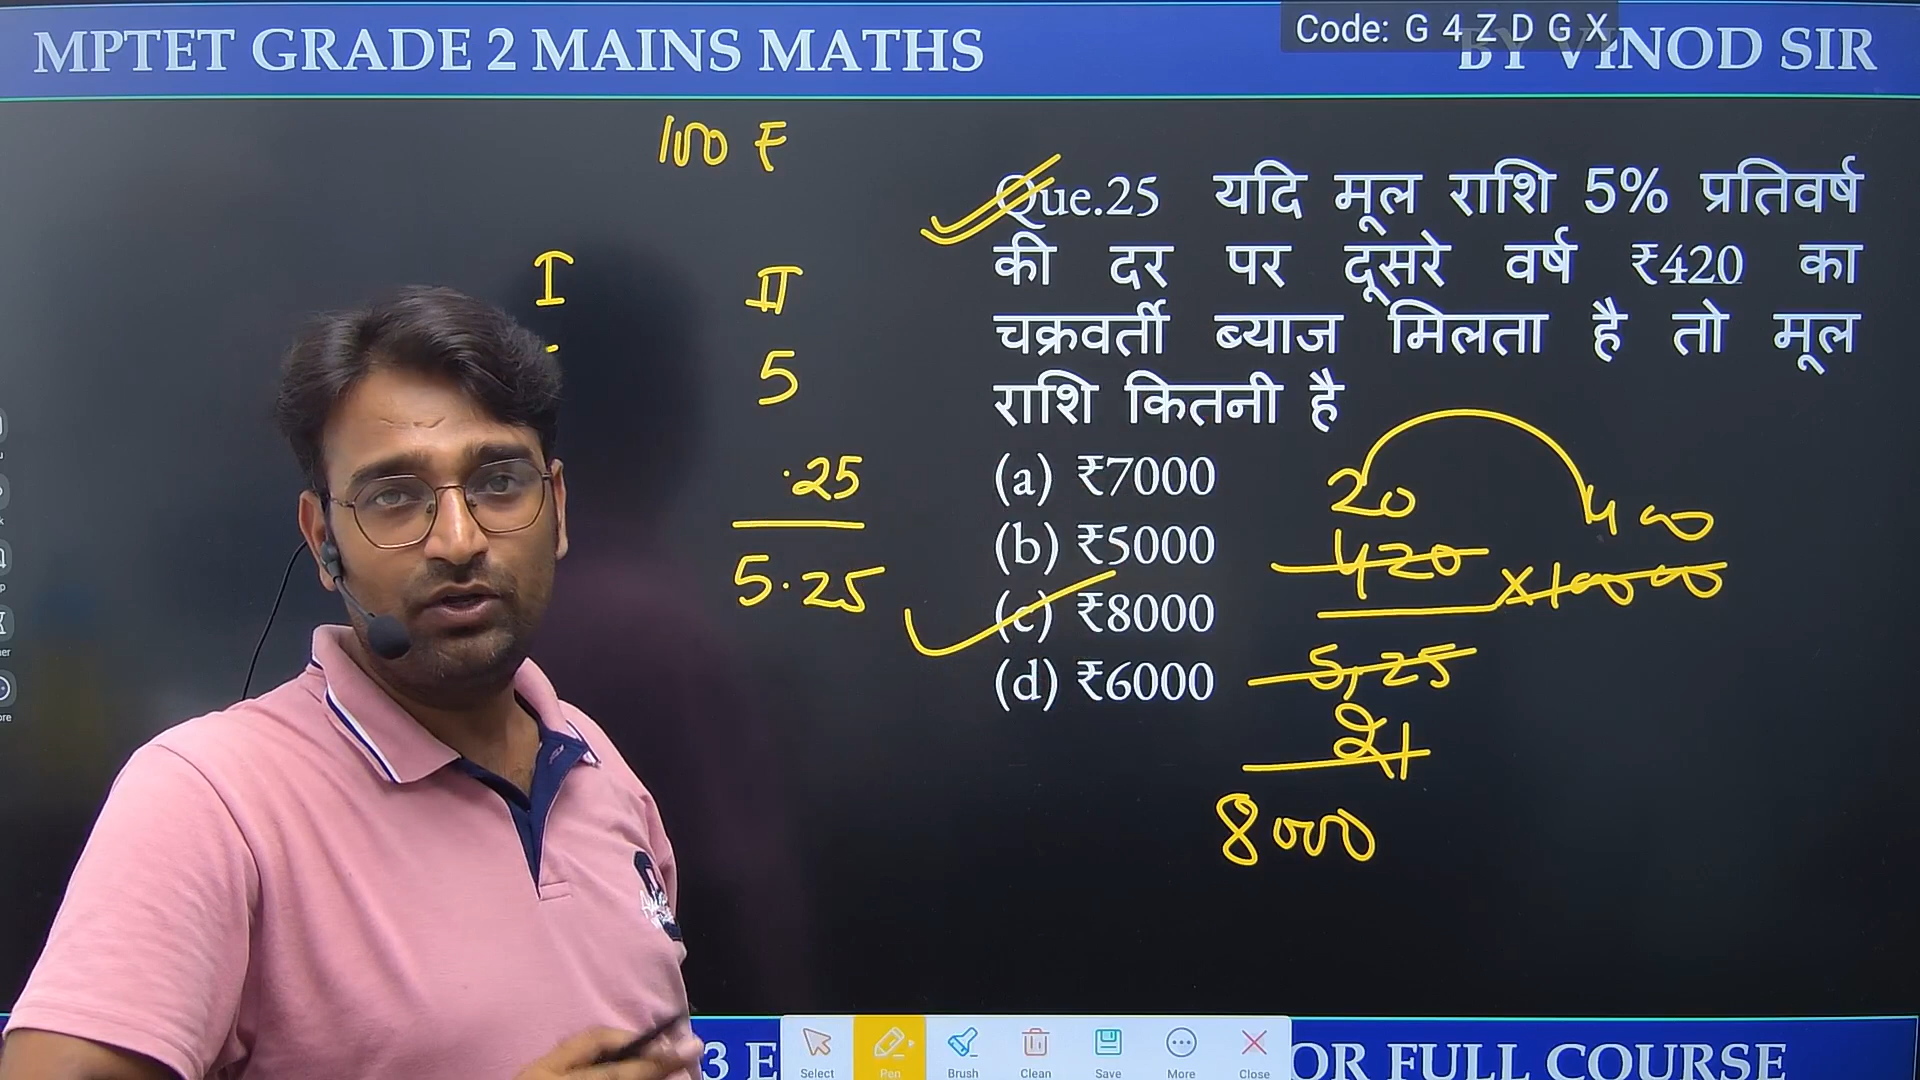 MPTET GRADE 2 MAINS MATHS
Code: G 4 Z D G X
BY VINOD SIR
100 ₹
I
II
5
.25
5.25
Que.25 यदि मूल राशि 5% प्रतिवर्ष
की दर पर दूसरे वर्ष ₹420 का
चक्रवर्ती ब्याज मिलता है तो मूल
राशि कितनी है
(a) ₹7000
(b) ₹5000
(c) ₹8000
(d) ₹6000
20
400
420 ×10000
5,25
21
8000
3 E
OR FULL COURSE
Select Pen Brush Clean Save More Close